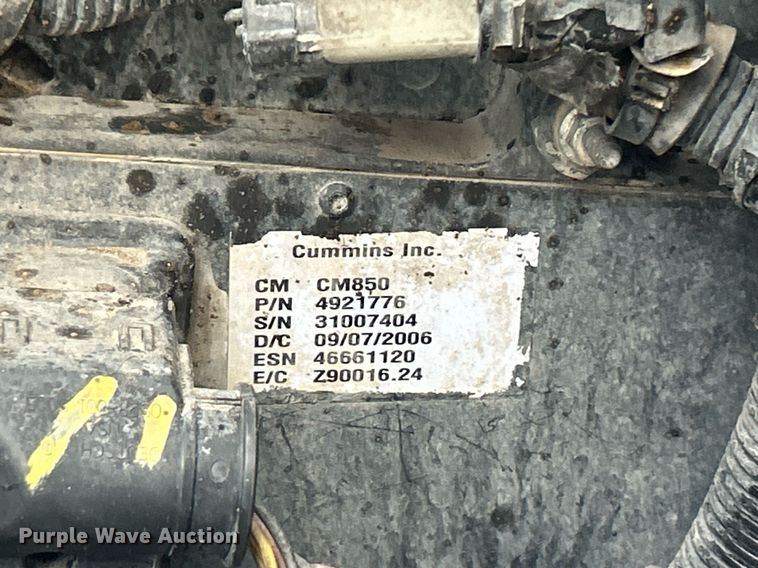 Cummins Inc.
CM CM850
P/N 4921776
S/N 31007404
D/C 09/07/2006
ESN 46661120
E/C Z90016.24
Purple Wave Auction